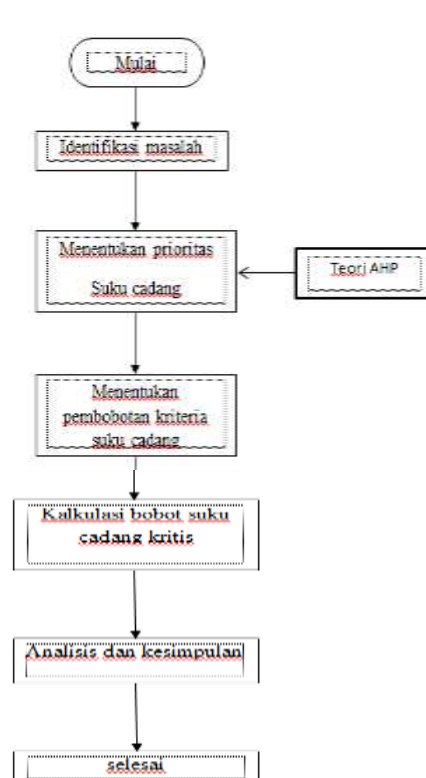 Mulai
Identifikasi masalah
Menentukan prioritas
Suku cadang
Teori AHP
Menentukan
pembobotan kriteria
suku cadang
Kalkulasi bobot suku
cadang kritis
Analisis dan kesimpulan
selesai